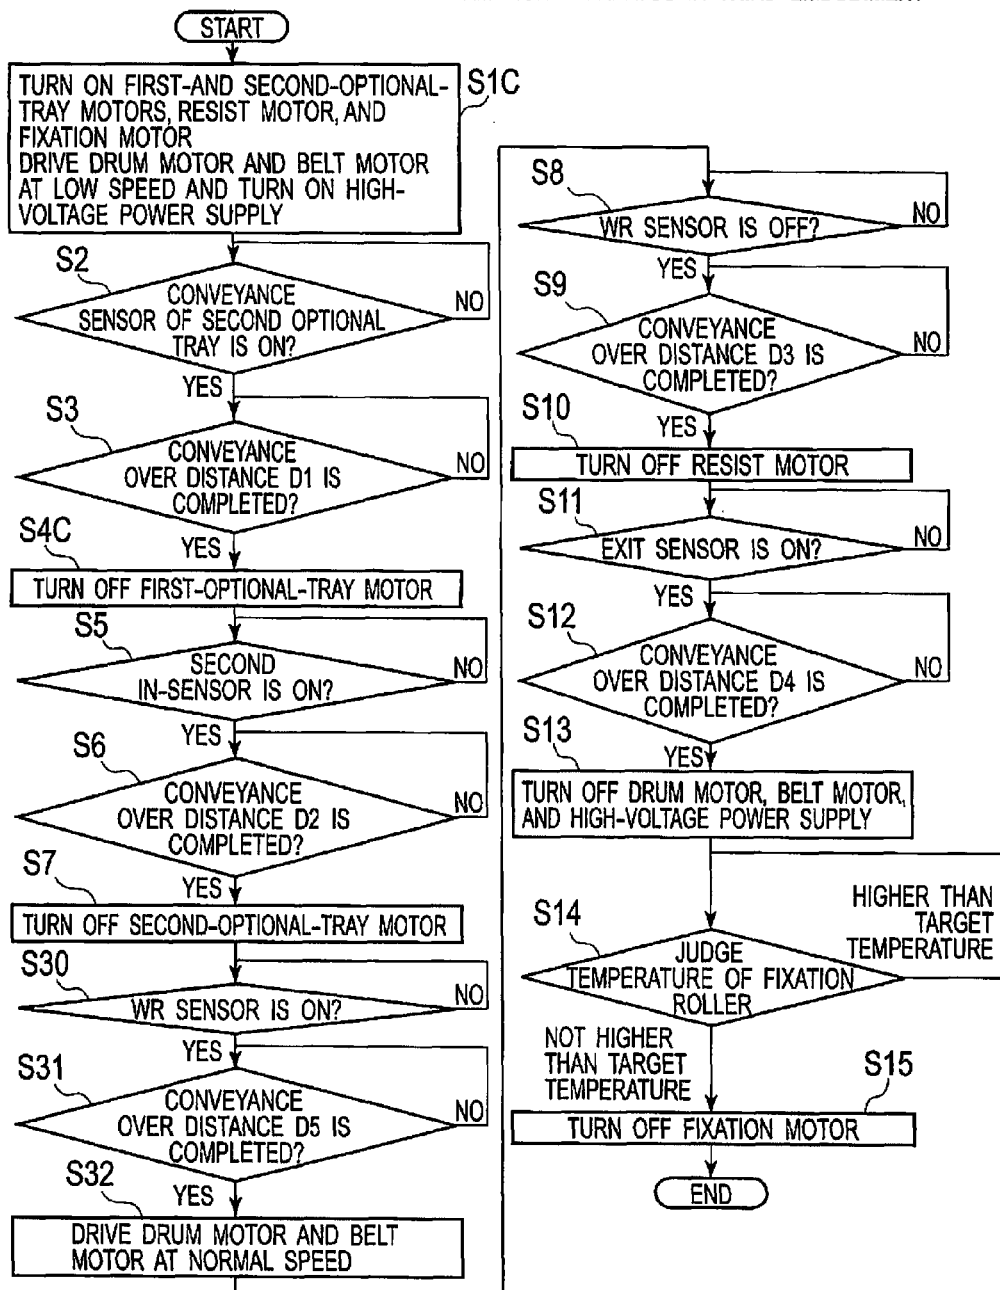 START
TURN ON FIRST-AND SECOND-OPTIONAL-
TRAY MOTORS, RESIST MOTOR, AND
FIXATION MOTOR
DRIVE DRUM MOTOR AND BELT MOTOR
AT LOW SPEED AND TURN ON HIGH-
VOLTAGE POWER SUPPLY
S1C
S2
CONVEYANCE
SENSOR OF SECOND OPTIONAL
TRAY IS ON?
NO
YES
S3
CONVEYANCE
OVER DISTANCE D1 IS
COMPLETED?
NO
YES
S4C
TURN OFF FIRST-OPTIONAL-TRAY MOTOR
S5
SECOND
IN-SENSOR IS ON?
NO
YES
S6
CONVEYANCE
OVER DISTANCE D2 IS
COMPLETED?
NO
YES
S7
TURN OFF SECOND-OPTIONAL-TRAY MOTOR
S30
WR SENSOR IS ON?
NO
YES
S31
CONVEYANCE
OVER DISTANCE D5 IS
COMPLETED?
NO
YES
S32
DRIVE DRUM MOTOR AND BELT
MOTOR AT NORMAL SPEED
S8
WR SENSOR IS OFF?
NO
YES
S9
CONVEYANCE
OVER DISTANCE D3 IS
COMPLETED?
NO
YES
S10
TURN OFF RESIST MOTOR
S11
EXIT SENSOR IS ON?
NO
YES
S12
CONVEYANCE
OVER DISTANCE D4 IS
COMPLETED?
NO
YES
S13
TURN OFF DRUM MOTOR, BELT MOTOR,
AND HIGH-VOLTAGE POWER SUPPLY
S14
JUDGE
TEMPERATURE OF FIXATION
ROLLER
HIGHER THAN
TARGET
TEMPERATURE
NOT HIGHER
THAN TARGET
TEMPERATURE
S15
TURN OFF FIXATION MOTOR
END